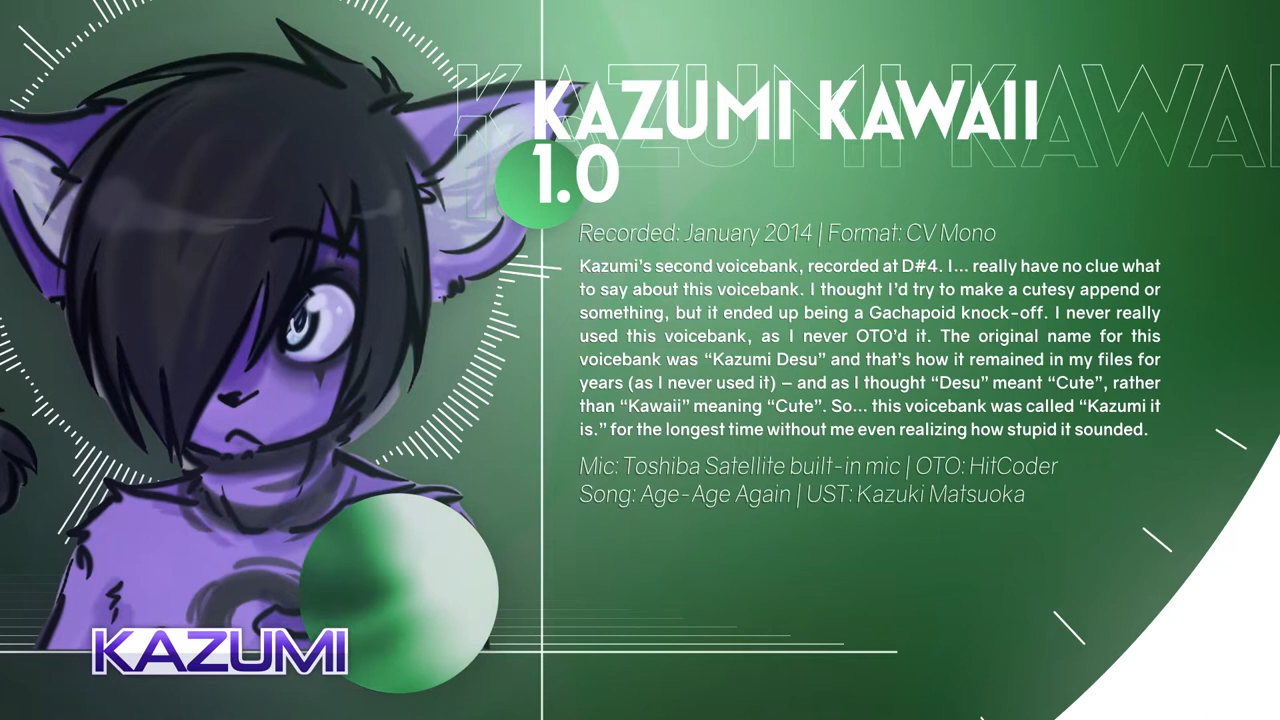 KAZUMI KAWAII
KAZUMI KAWAII
1.0
Recorded: January 2014 | Format: CV Mono
Kazumi's second voicebank, recorded at D#4. I... really have no clue what
to say about this voicebank. I thought I'd try to make a cutesy append or
something, but it ended up being a Gachapoid knock-off. I never really
used this voicebank, as I never OTO'd it. The original name for this
voicebank was “Kazumi Desu” and that's how it remained in my files for
years (as I never used it) – and as I thought “Desu” meant “Cute”, rather
than “Kawaii” meaning “Cute”. So... this voicebank was called “Kazumi it
is.” for the longest time without me even realizing how stupid it sounded.
Mic: Toshiba Satellite built-in mic | OTO: HitCoder
Song: Age-Age Again | UST: Kazuki Matsuoka
KAZUMI